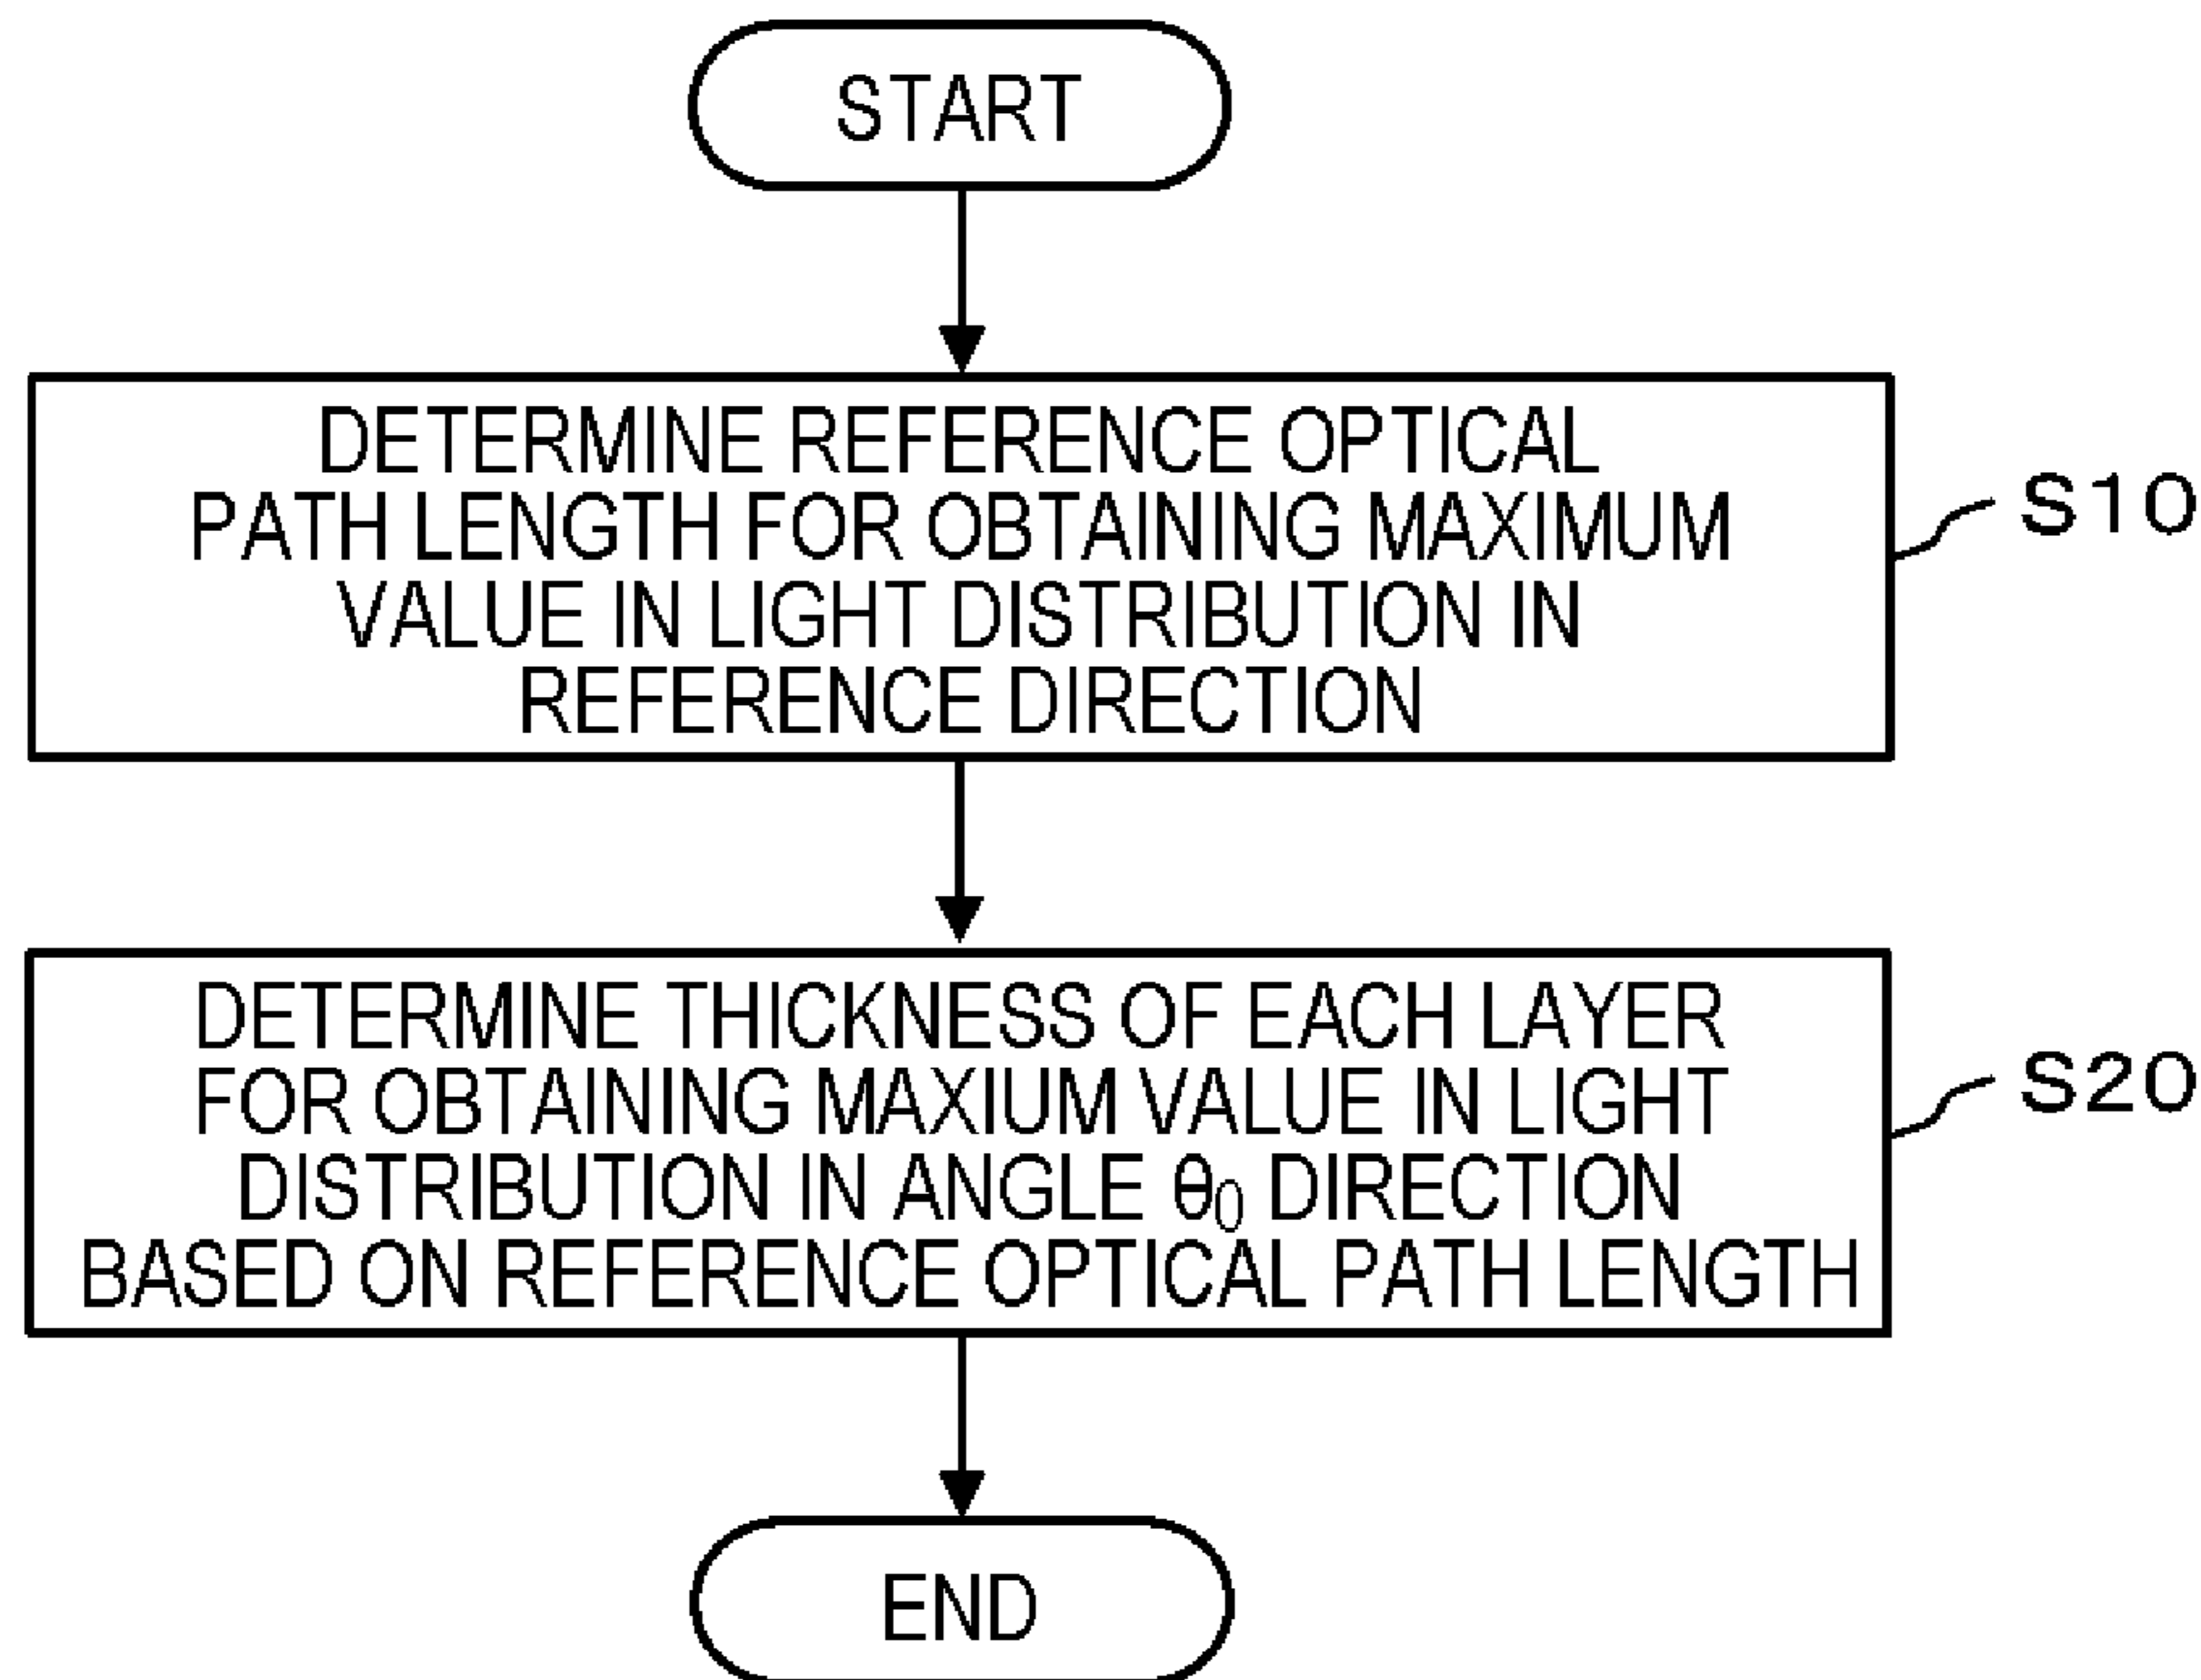 START
DETERMINE REFERENCE OPTICAL
PATH LENGTH FOR OBTAINING MAXIMUM
VALUE IN LIGHT DISTRIBUTION IN
REFERENCE DIRECTION
S10
DETERMINE THICKNESS OF EACH LAYER
FOR OBTAINING MAXIUM VALUE IN LIGHT
DISTRIBUTION IN ANGLE θ₀ DIRECTION
BASED ON REFERENCE OPTICAL PATH LENGTH
S20
END